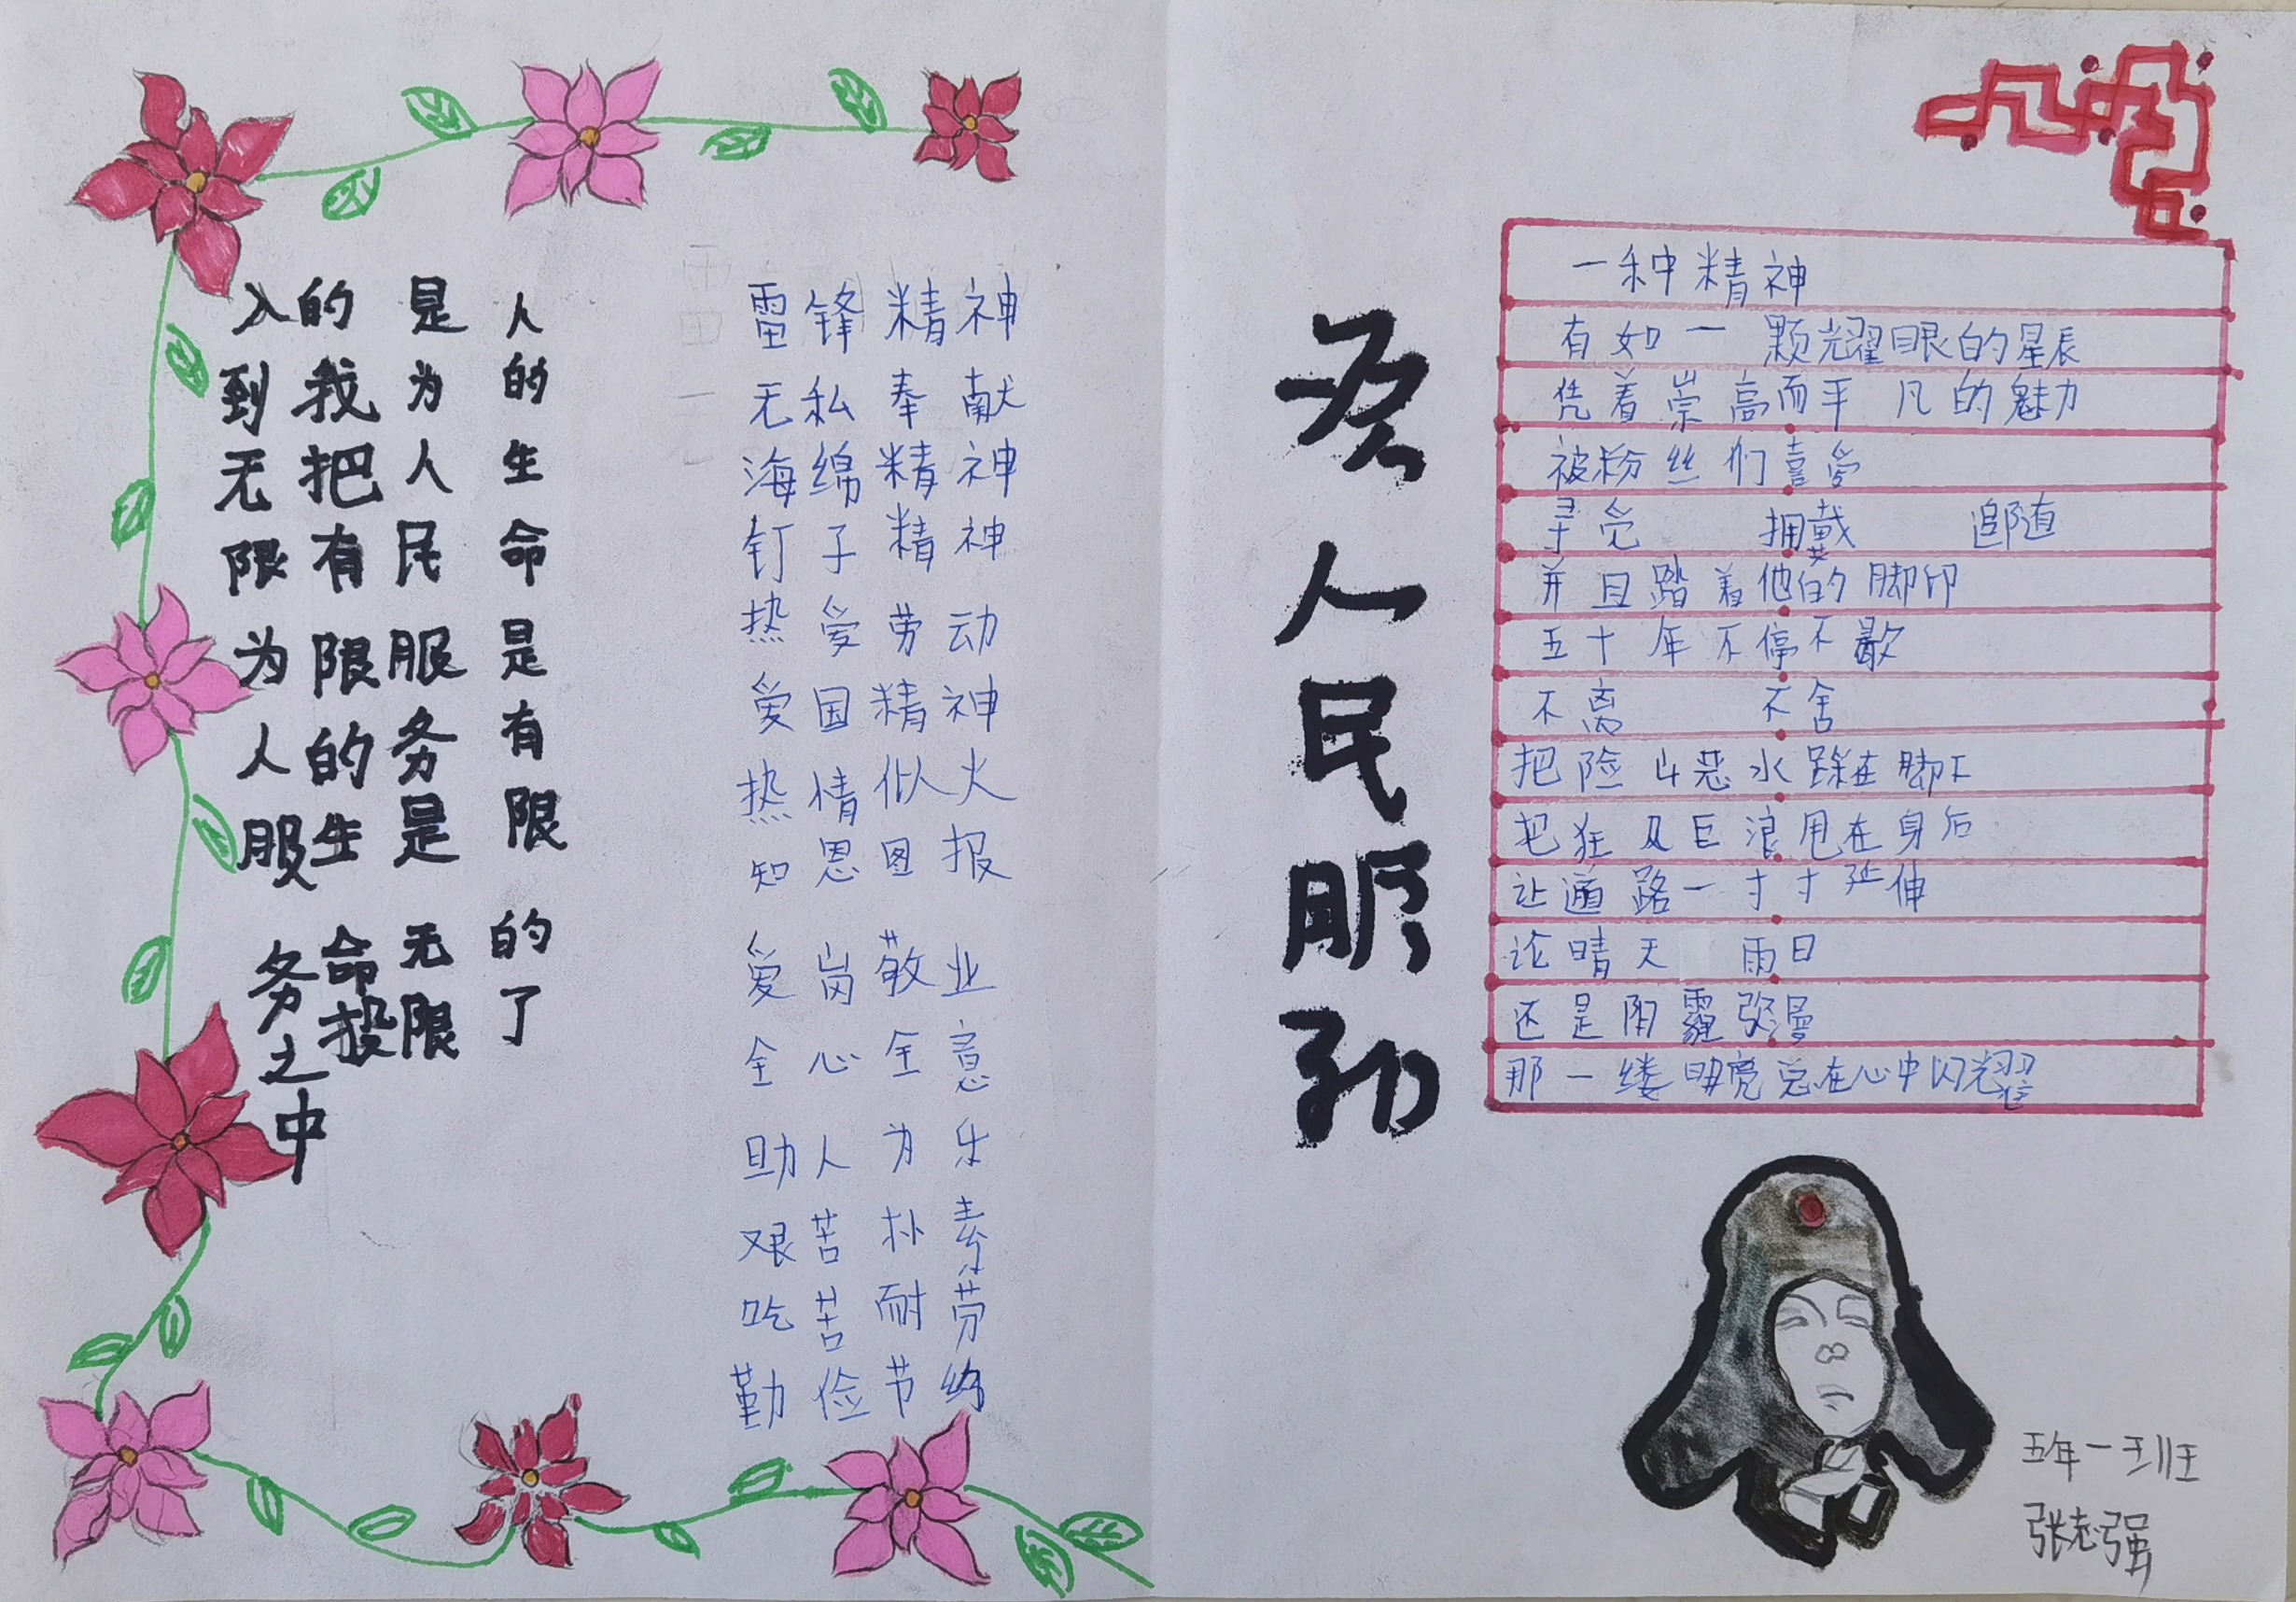 人的生命是有限的了
是为人民服务是无限
的我把有限的生命投
入到无限为人服务之中
雷锋精神
无私奉献
海绵精神
钉子精神
热爱劳动
爱国精神
热情似火
知恩图报
爱岗敬业
全心全意
助人为乐
艰苦朴素
吃苦耐劳
勤俭节约
为人民服务
一种精神
有如一颗耀眼的星辰
凭着崇高而平凡的魅力
被粉丝们喜爱
寻觅 拥戴 追随
并且踏着他的脚印
五十年不停不歇
不离 不舍
把险山恶水踩在脚下
把狂风巨浪甩在身后
让道路一寸寸延伸
论晴天 雨日
还是阴霾弥漫
那一缕明亮总在心中闪耀
五年一班
张志强